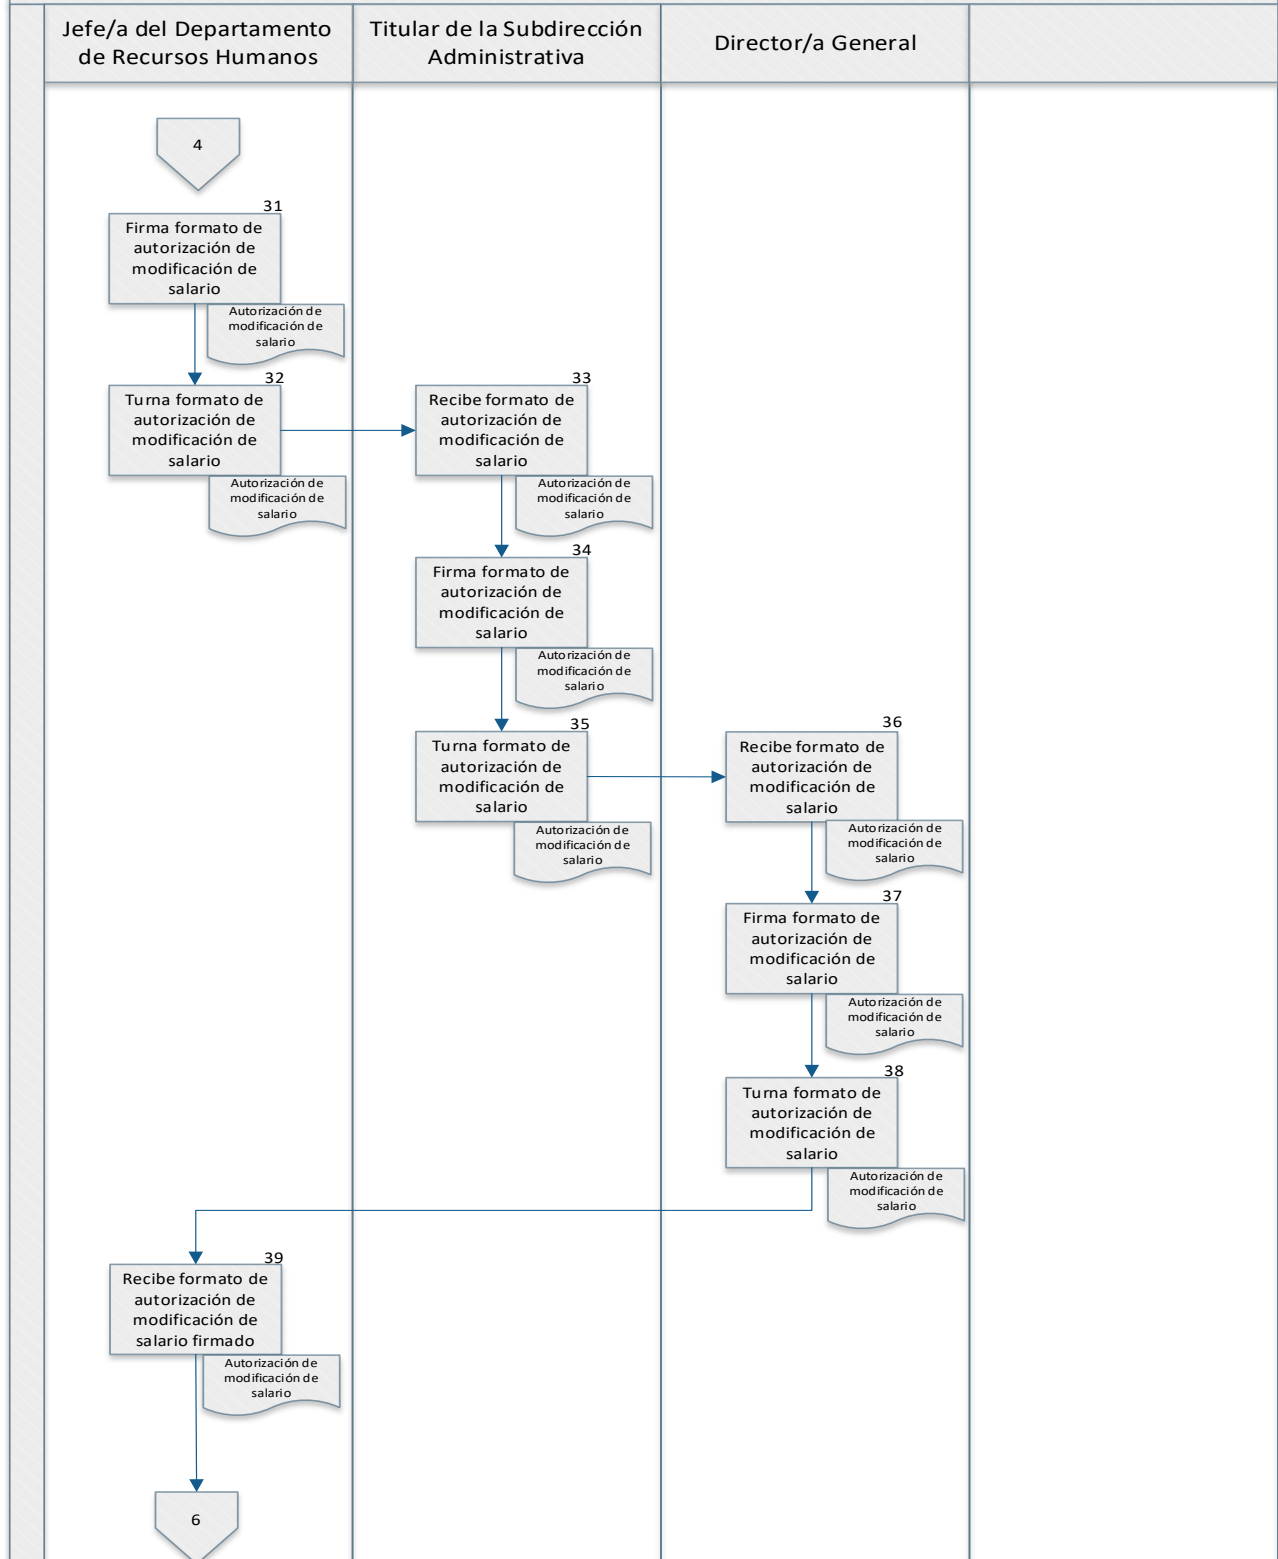 Jefe/a del Departamento
de Recursos Humanos
Titular de la Subdirección
Administrativa
Director/a General
4
31
Firma formato de
autorización de
modificación de
salario
Autorización de
modificación de
salario
32
Turna formato de
autorización de
modificación de
salario
Autorización de
modificación de
salario
33
Recibe formato de
autorización de
modificación de
salario
Autorización de
modificación de
salario
34
Firma formato de
autorización de
modificación de
salario
Autorización de
modificación de
salario
35
Turna formato de
autorización de
modificación de
salario
Autorización de
modificación de
salario
36
Recibe formato de
autorización de
modificación de
salario
Autorización de
modificación de
salario
37
Firma formato de
autorización de
modificación de
salario
Autorización de
modificación de
salario
38
Turna formato de
autorización de
modificación de
salario
Autorización de
modificación de
salario
39
Recibe formato de
autorización de
modificación de
salario firmado
Autorización de
modificación de
salario
6